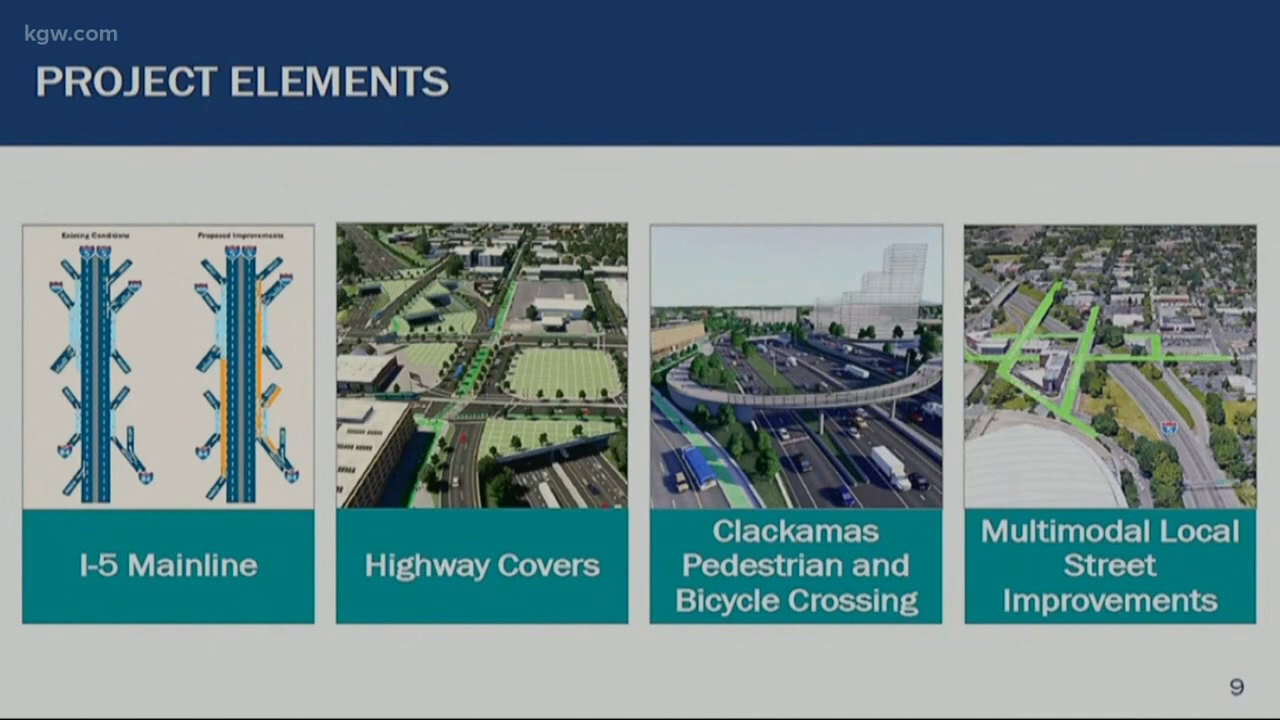 kgw.com
PROJECT ELEMENTS
Existing Conditions
Proposed Improvements
I-5 Mainline
Highway Covers
Clackamas
Pedestrian and
Bicycle Crossing
Multimodal Local
Street
Improvements
9